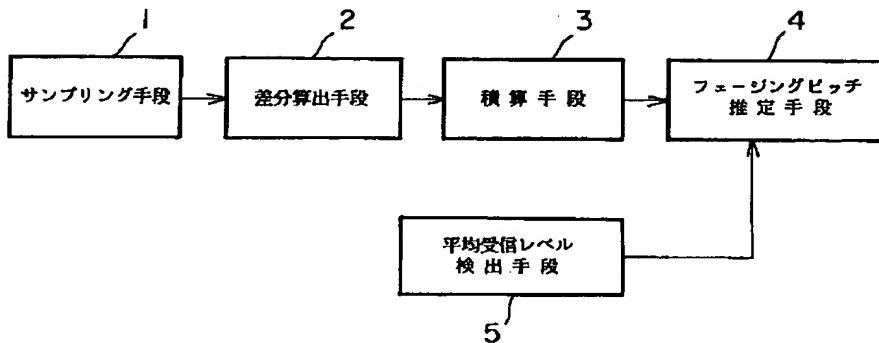 1
2
3
4
サンプリング手段
差分算出手段
積算手段
フェージングピッチ
推定手段
平均受信レベル
検出手段
5